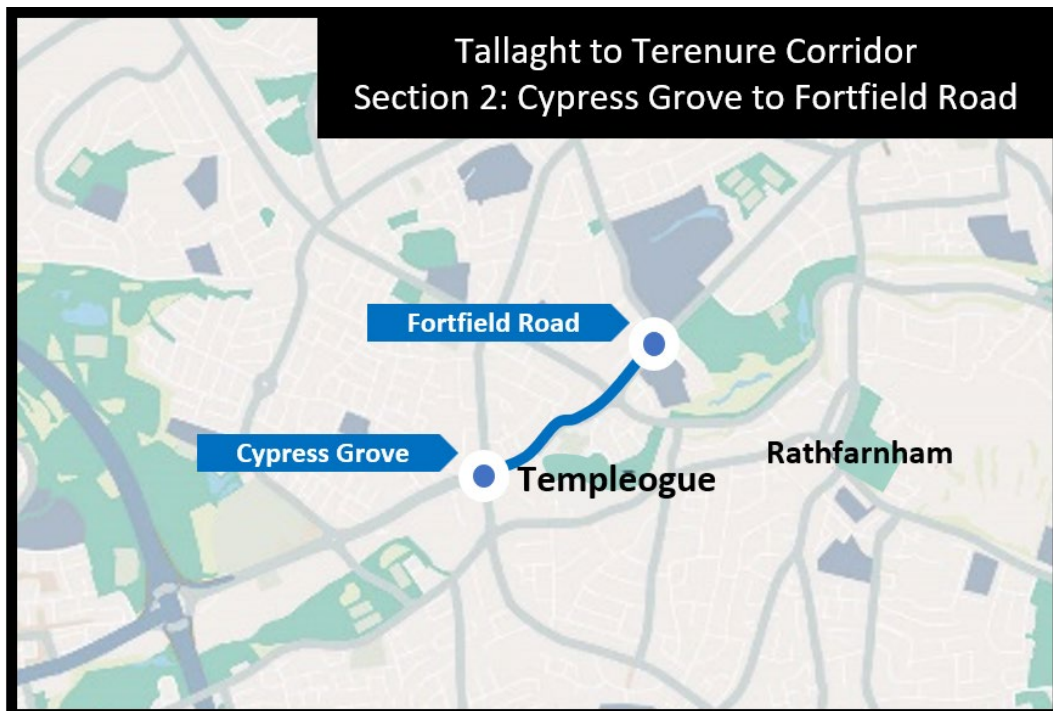 Tallaght to Terenure Corridor
Section 2: Cypress Grove to Fortfield Road
Fortfield Road
Cypress Grove
Templeogue
Rathfarnham